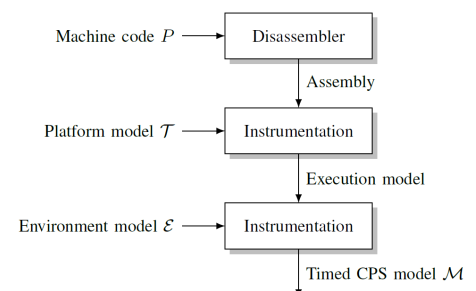 Machine code P
Disassembler
Assembly
Platform model 𝒯
Instrumentation
Execution model
Environment model ℰ
Instrumentation
Timed CPS model ℳ